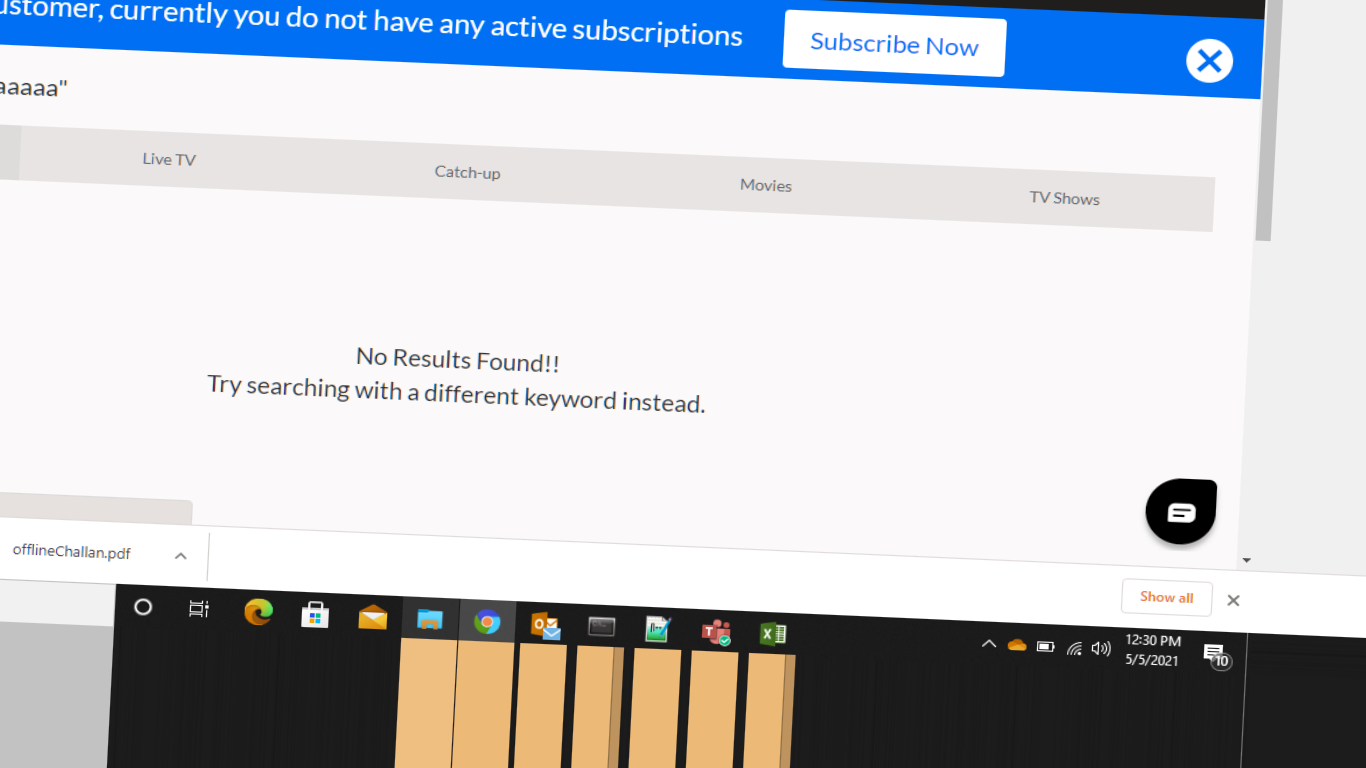 ustomer, currently you do not have any active subscriptions
Subscribe Now
aaaaa"
Live TV
Catch-up
Movies
TV Shows
No Results Found!!
Try searching with a different keyword instead.
offlineChallan.pdf
Show all
12:30 PM
5/5/2021
10